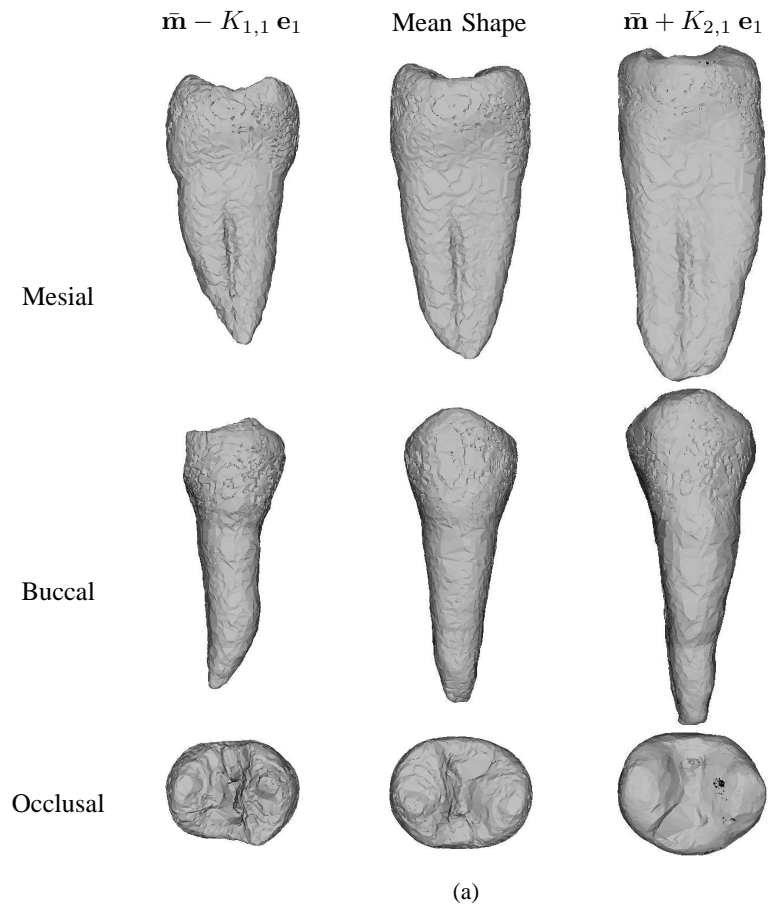 m̄ − K₁,₁ e₁ Mean Shape m̄ + K₂,₁ e₁
Mesial
Buccal
Occlusal
(a)